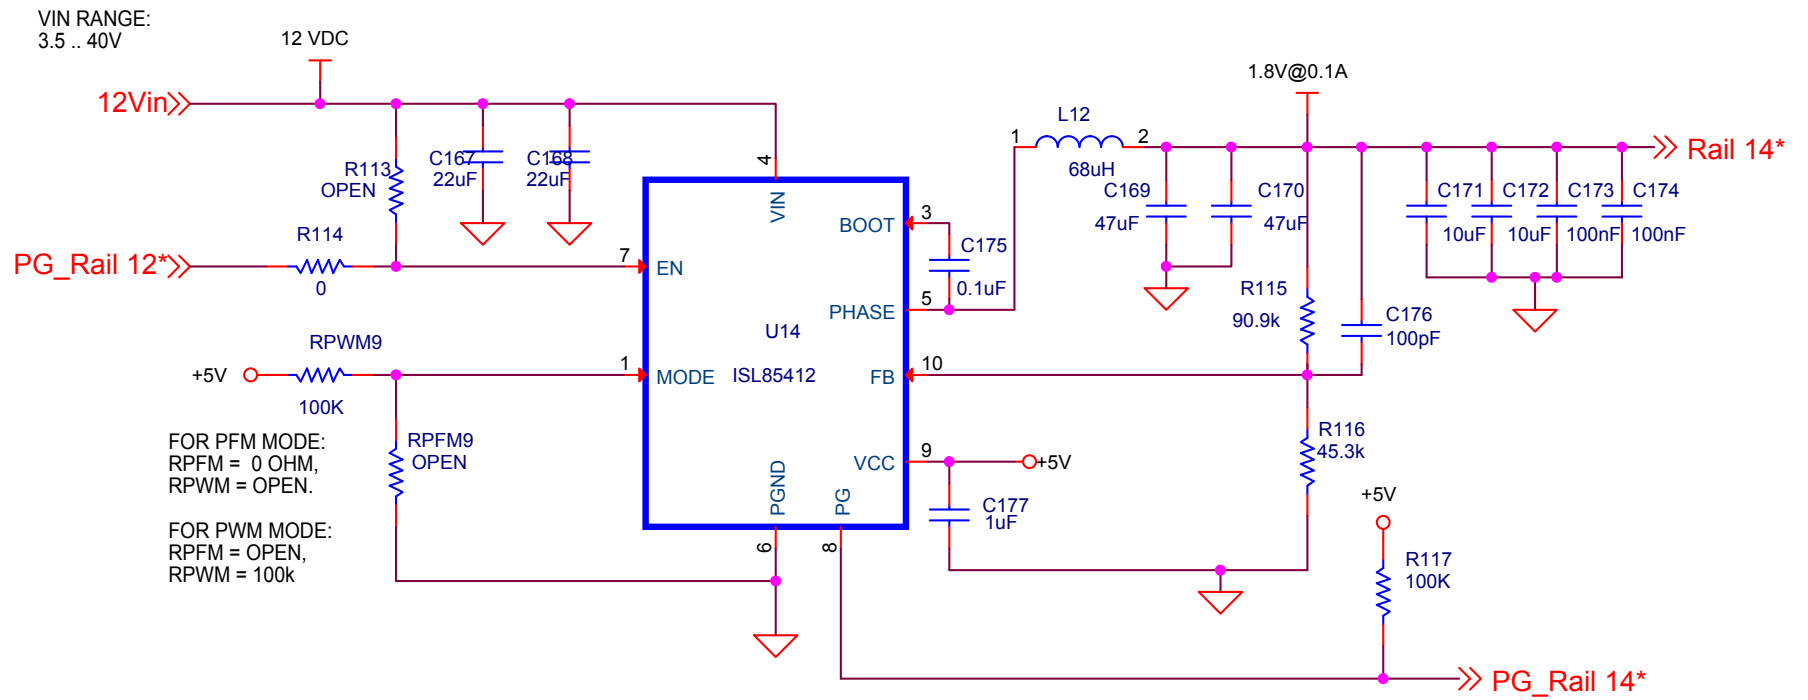 VIN RANGE:
3.5 .. 40V
12 VDC
12Vin
R113
OPEN
C167
22uF
C168
22uF
R114
0
PG_Rail 12*
7
EN
4
VIN
BOOT
3
C175
0.1uF
PHASE
5
U14
ISL85412
1
L12
2
68uH
1.8V@0.1A
Rail 14*
C169
47uF
C170
47uF
C171
10uF
C172
10uF
C173
100nF
C174
100nF
R115
90.9k
C176
100pF
+5V
RPWM9
100K
1
MODE
FB
10
R116
45.3k
FOR PFM MODE:
RPFM = 0 OHM,
RPWM = OPEN.
RPFM9
OPEN
VCC
9
+5V
C177
1uF
FOR PWM MODE:
RPFM = OPEN,
RPWM = 100k
PGND
6
PG
8
+5V
R117
100K
PG_Rail 14*